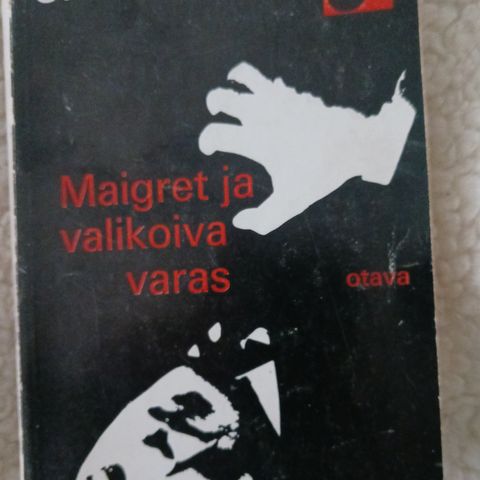 Maigret ja
valikoiva
varas
otava